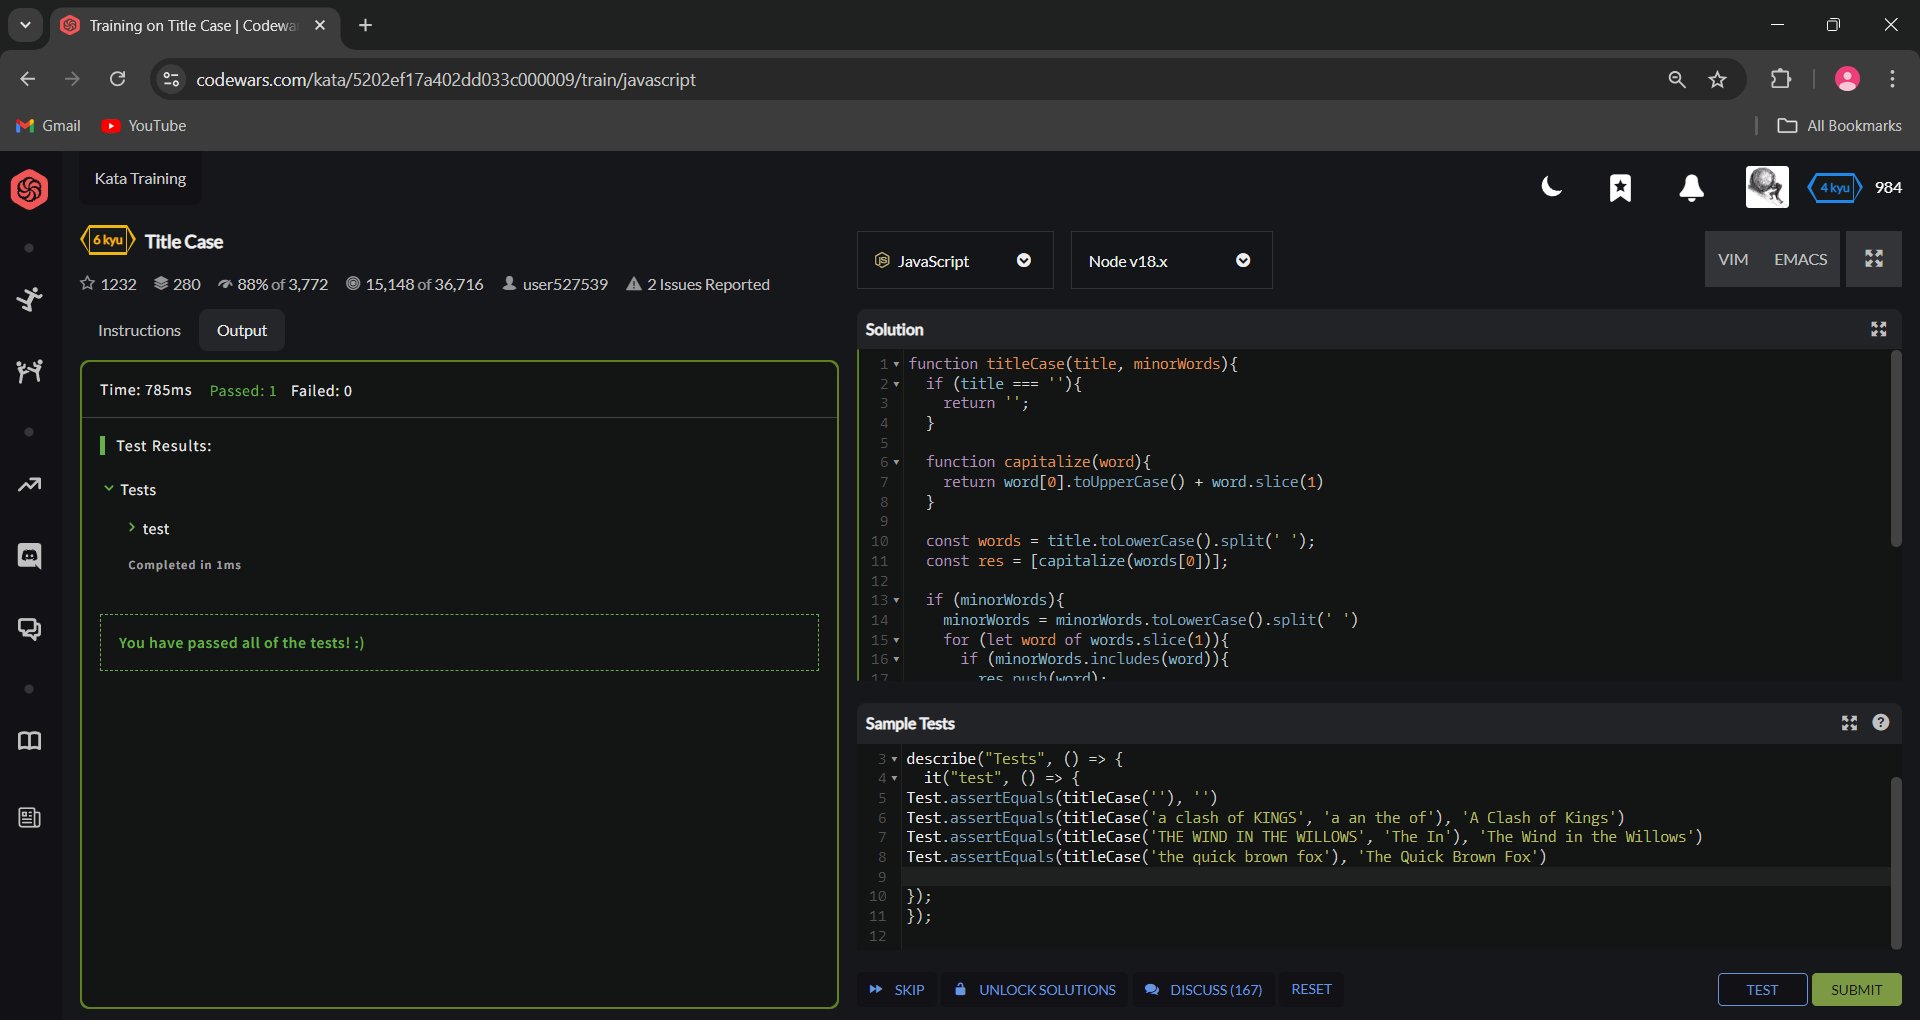 Training on Title Case | Codewar
codewars.com/kata/5202ef17a402dd033c000009/train/javascript
Gmail YouTube All Bookmarks
Kata Training
4 kyu 984
6 kyu Title Case
1232 280 88% of 3,772 15,148 of 36,716 user527539 2 Issues Reported
JavaScript Node v18.x VIM EMACS
Instructions Output
Time: 785ms Passed: 1 Failed: 0
Test Results:
Tests
test
Completed in 1ms
You have passed all of the tests! :)
Solution
1 function titleCase(title, minorWords){
2 if (title === ''){
3 return '';
4 }
5
6 function capitalize(word){
7 return word[0].toUpperCase() + word.slice(1)
8 }
9
10 const words = title.toLowerCase().split(' ');
11 const res = [capitalize(words[0])];
12
13 if (minorWords){
14 minorWords = minorWords.toLowerCase().split(' ')
15 for (let word of words.slice(1)){
16 if (minorWords.includes(word)){
17 res.push(word);
Sample Tests
3 describe("Tests", () => {
4 it("test", () => {
5 Test.assertEquals(titleCase(''), '')
6 Test.assertEquals(titleCase('a clash of KINGS', 'a an the of'), 'A Clash of Kings')
7 Test.assertEquals(titleCase('THE WIND IN THE WILLOWS', 'The In'), 'The Wind in the Willows')
8 Test.assertEquals(titleCase('the quick brown fox'), 'The Quick Brown Fox')
9
10 });
11 });
12
SKIP UNLOCK SOLUTIONS DISCUSS (167) RESET TEST SUBMIT